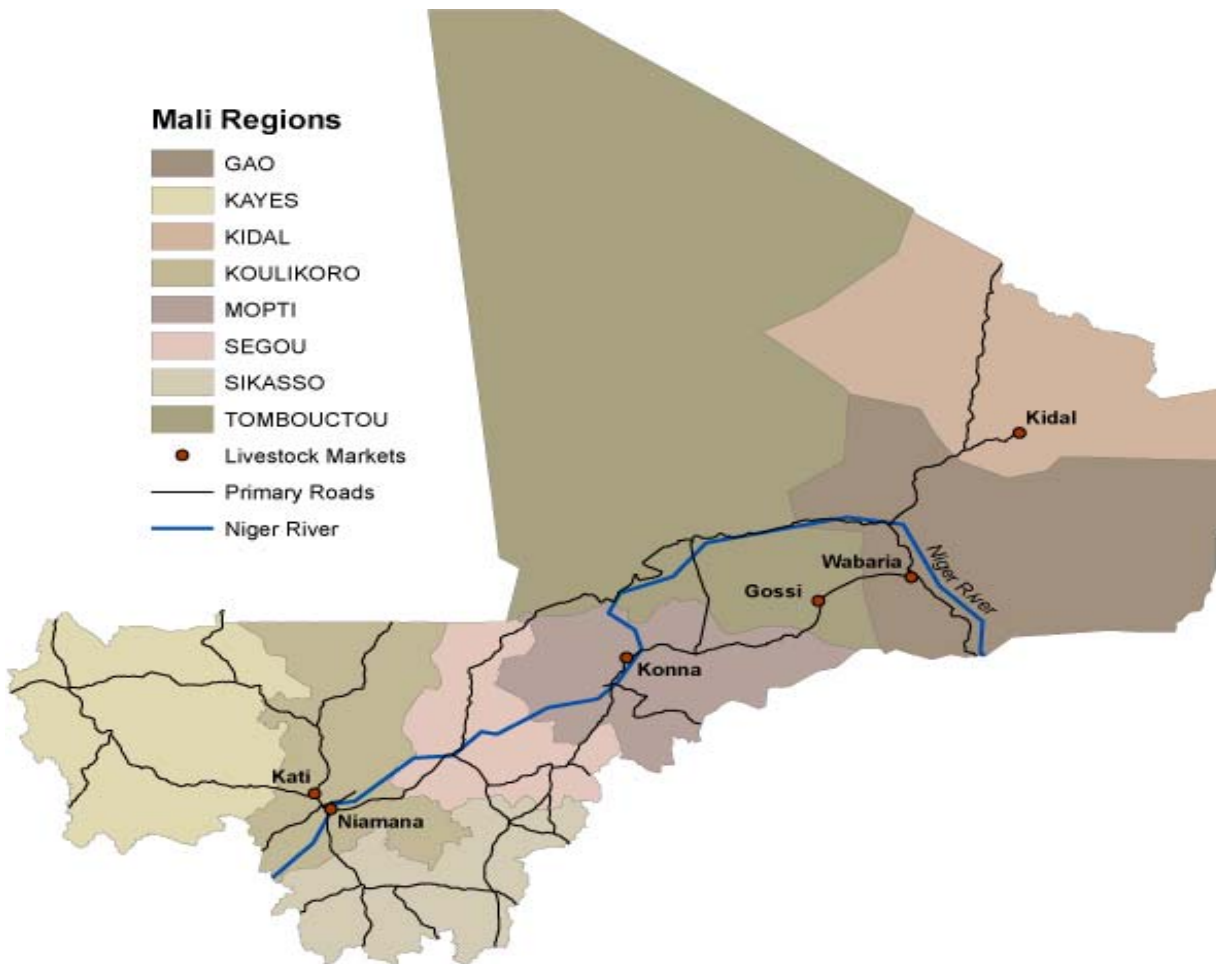 Mali Regions
GAO
KAYES
KIDAL
KOULIKORO
MOPTI
SEGOU
SIKASSO
TOMBOUCTOU
Livestock Markets
Primary Roads
Niger River
Kidal
Wabaria
Niger River
Gossi
Konna
Kati
Niamana